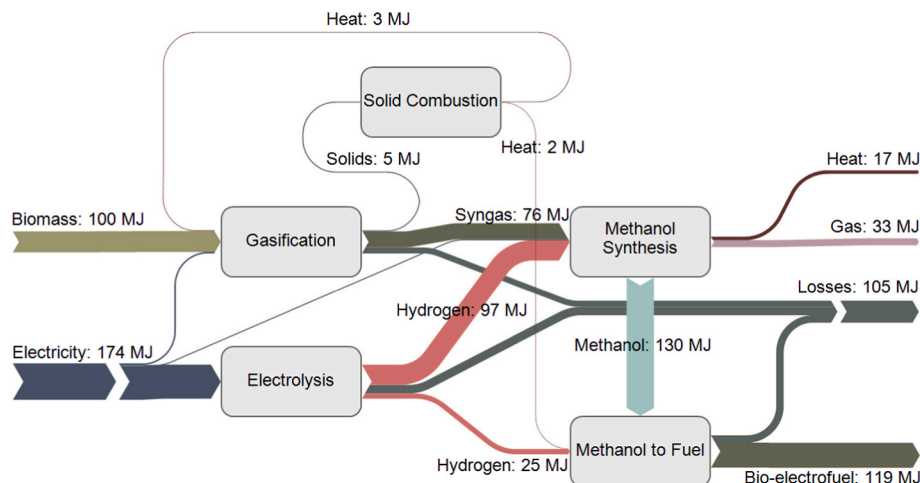 Heat: 3 MJ
Solid Combustion
Heat: 2 MJ
Solids: 5 MJ
Heat: 17 MJ
Biomass: 100 MJ
Syngas: 76 MJ
Gasification
Methanol
Synthesis
Gas: 33 MJ
Losses: 105 MJ
Hydrogen: 97 MJ
Electricity: 174 MJ
Methanol: 130 MJ
Electrolysis
Methanol to Fuel
Hydrogen: 25 MJ
Bio-electrofuel: 119 MJ